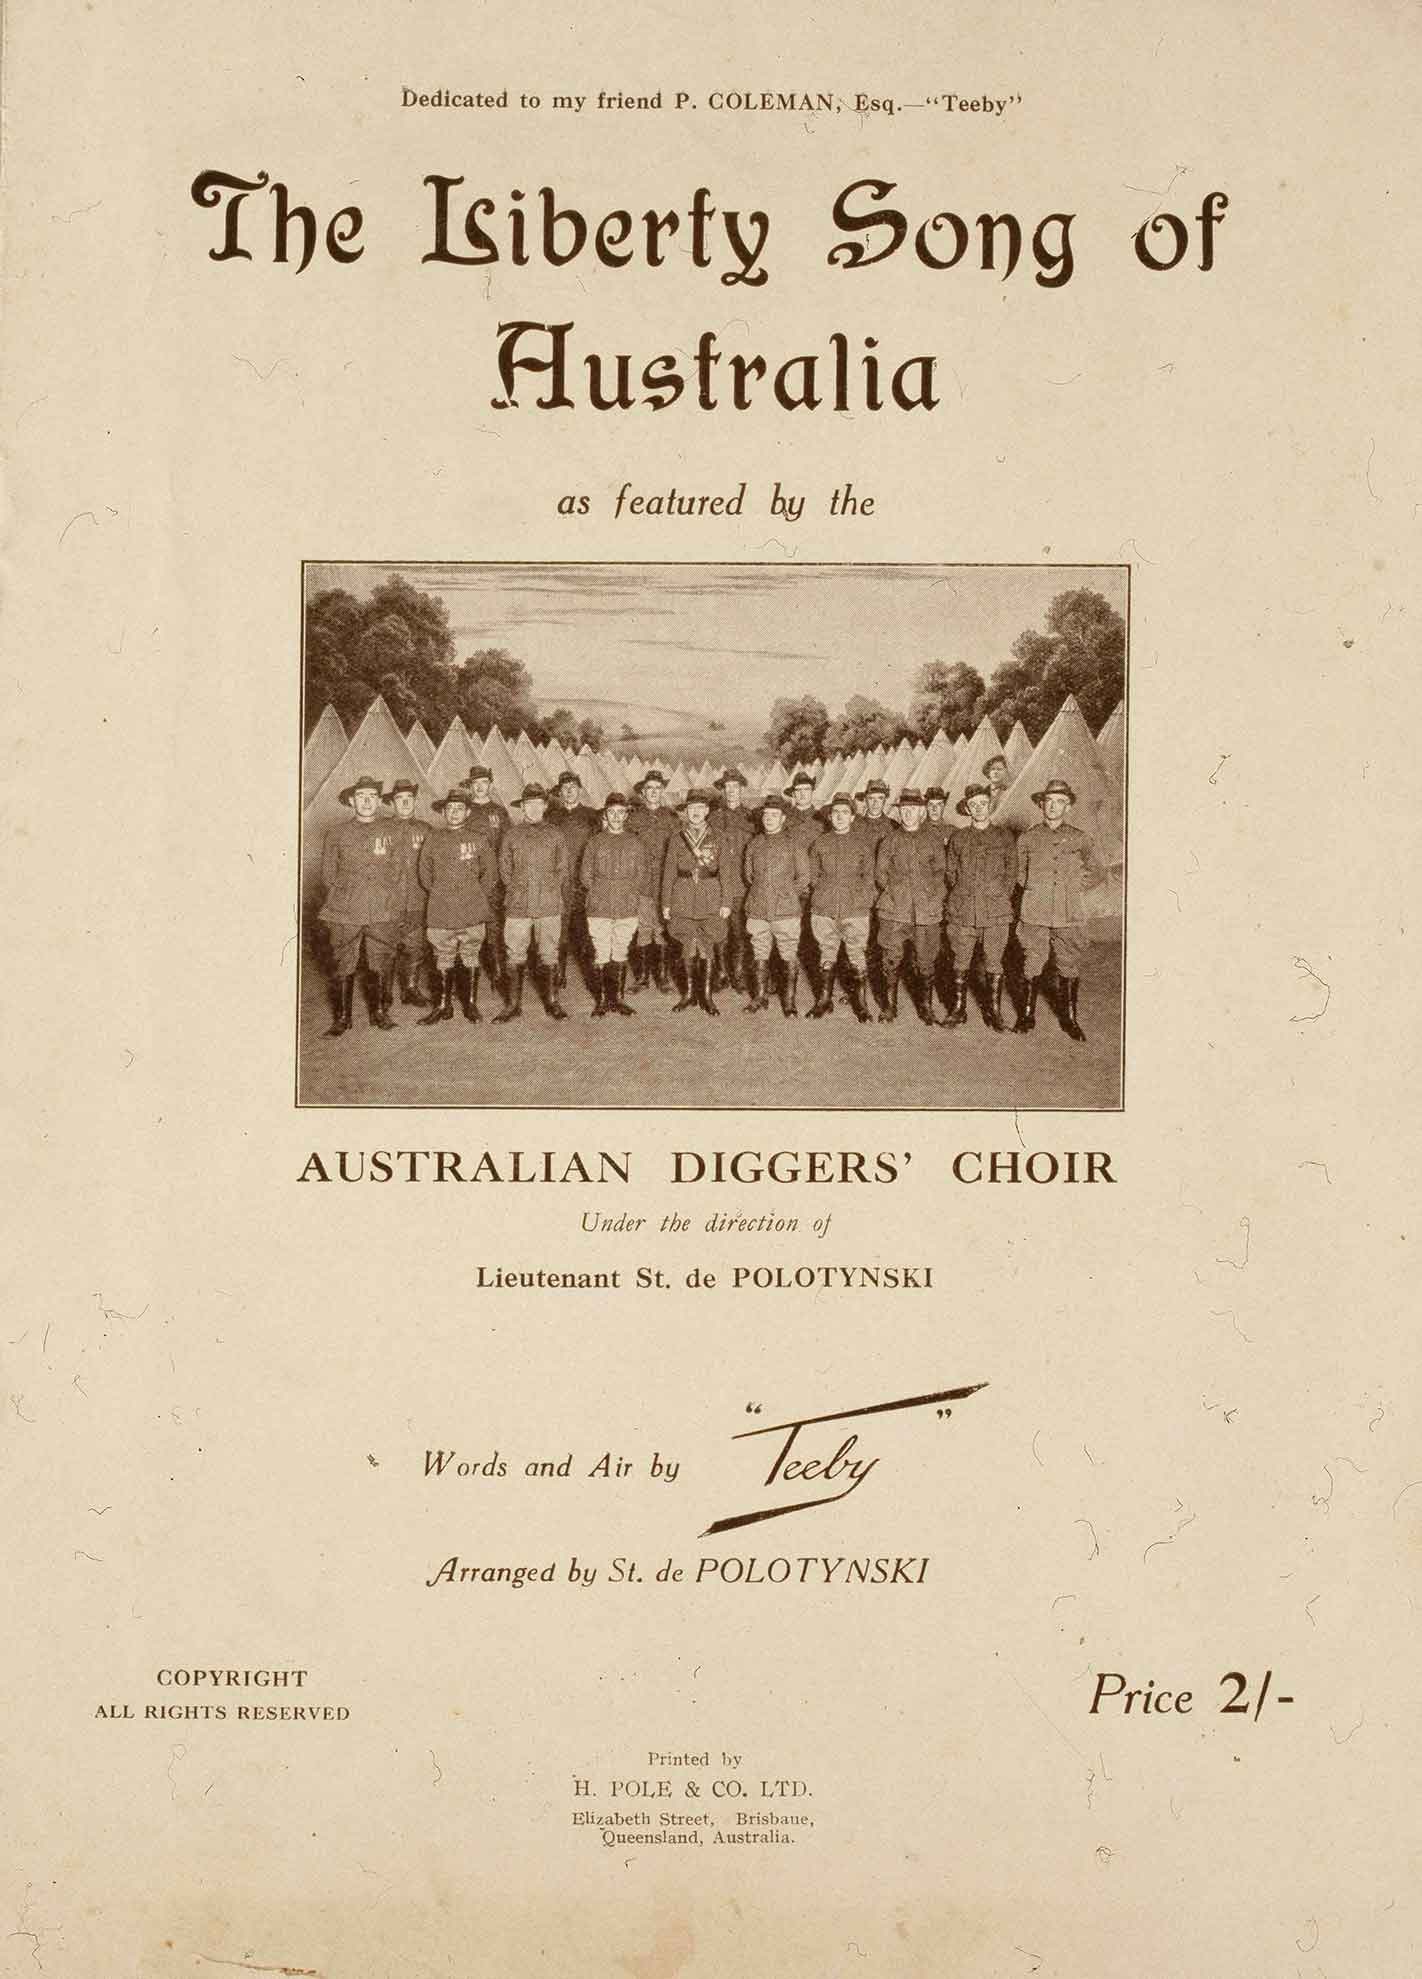 Dedicated to my friend P. COLEMAN, Esq.—“Teeby”
The Liberty Song of
Australia
as featured by the
AUSTRALIAN DIGGERS’ CHOIR
Under the direction of
Lieutenant St. de POLOTYNSKI
Words and Air by “Teeby”
Arranged by St. de POLOTYNSKI
COPYRIGHT
ALL RIGHTS RESERVED
Price 2/-
Printed by
H. POLE & CO. LTD.
Elizabeth Street, Brisbane,
Queensland, Australia.